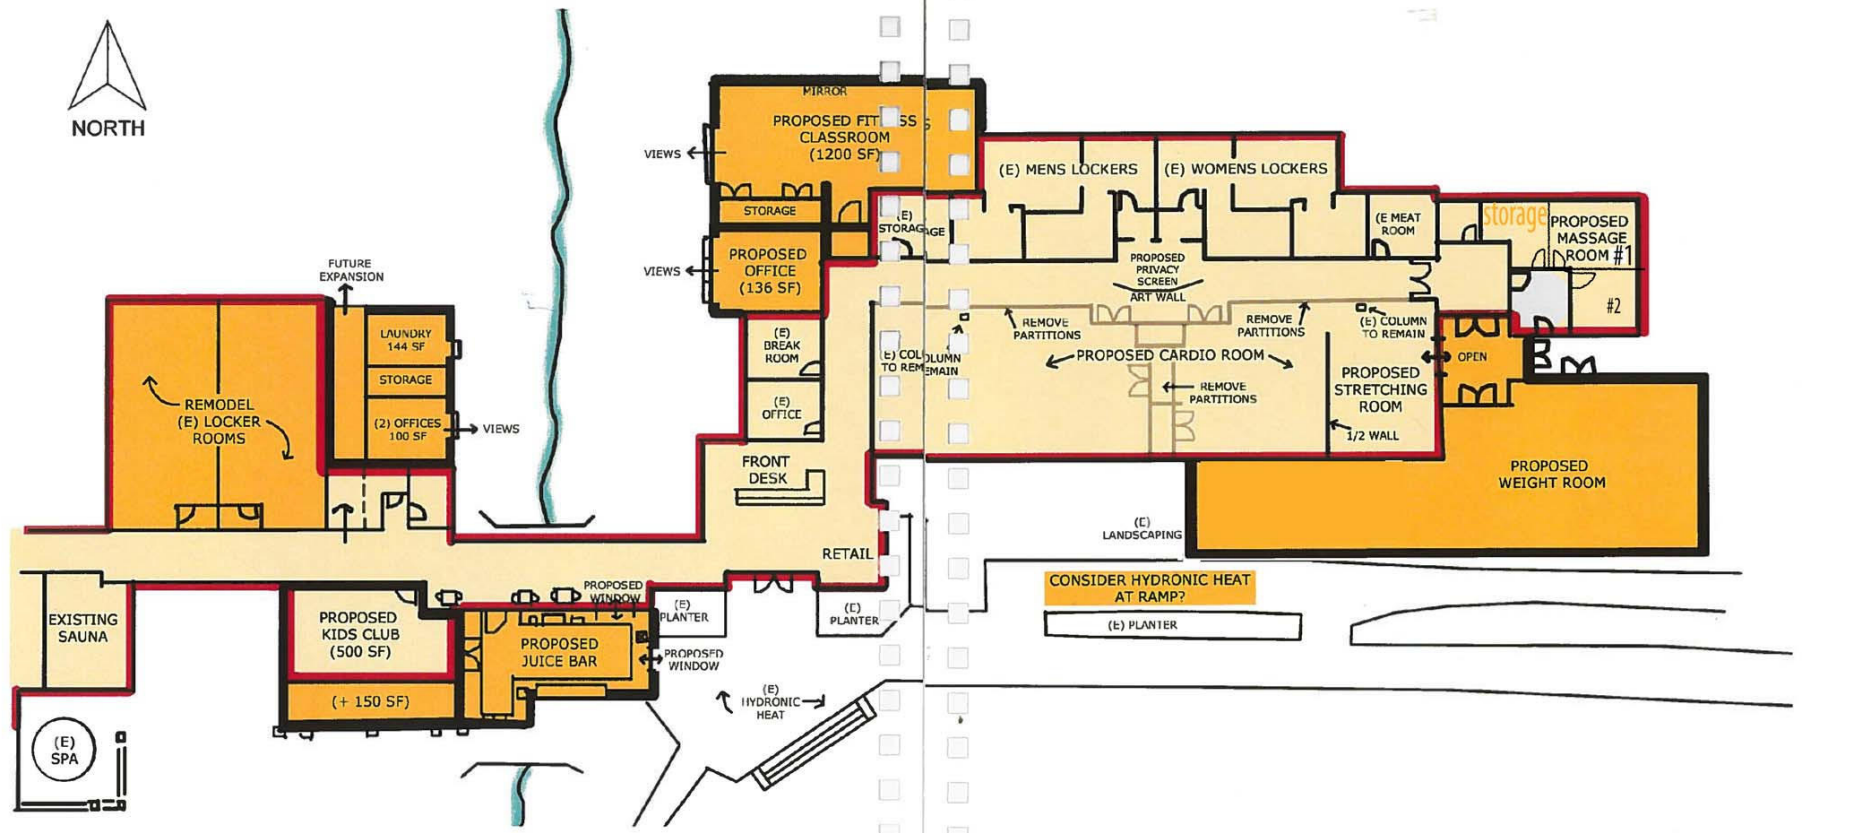 NORTH
MIRROR
PROPOSED FITNESS
CLASSROOM
(1200 SF)
VIEWS
STORAGE
VIEWS
PROPOSED
OFFICE
(136 SF)
(E)
STORAGE
(E) MENS LOCKERS
(E) WOMENS LOCKERS
(E MEAT
ROOM
storage
PROPOSED
MASSAGE
ROOM #1
#2
PROPOSED
PRIVACY
SCREEN
ART WALL
REMOVE
PARTITIONS
REMOVE
PARTITIONS
(E) COLUMN
TO REMAIN
(E) COLUMN
TO REMAIN
PROPOSED CARDIO ROOM
REMOVE
PARTITIONS
PROPOSED
STRETCHING
ROOM
1/2 WALL
OPEN
PROPOSED
WEIGHT ROOM
FUTURE
EXPANSION
LAUNDRY
144 SF
STORAGE
(2) OFFICES
100 SF
VIEWS
REMODEL
(E) LOCKER
ROOMS
(E)
BREAK
ROOM
(E)
OFFICE
FRONT
DESK
RETAIL
(E)
LANDSCAPING
CONSIDER HYDRONIC HEAT
AT RAMP?
(E) PLANTER
EXISTING
SAUNA
PROPOSED
KIDS CLUB
(500 SF)
(+ 150 SF)
PROPOSED
WINDOW
PROPOSED
JUICE BAR
(E)
PLANTER
PROPOSED
WINDOW
(E)
PLANTER
(E)
HYDRONIC
HEAT
(E)
SPA